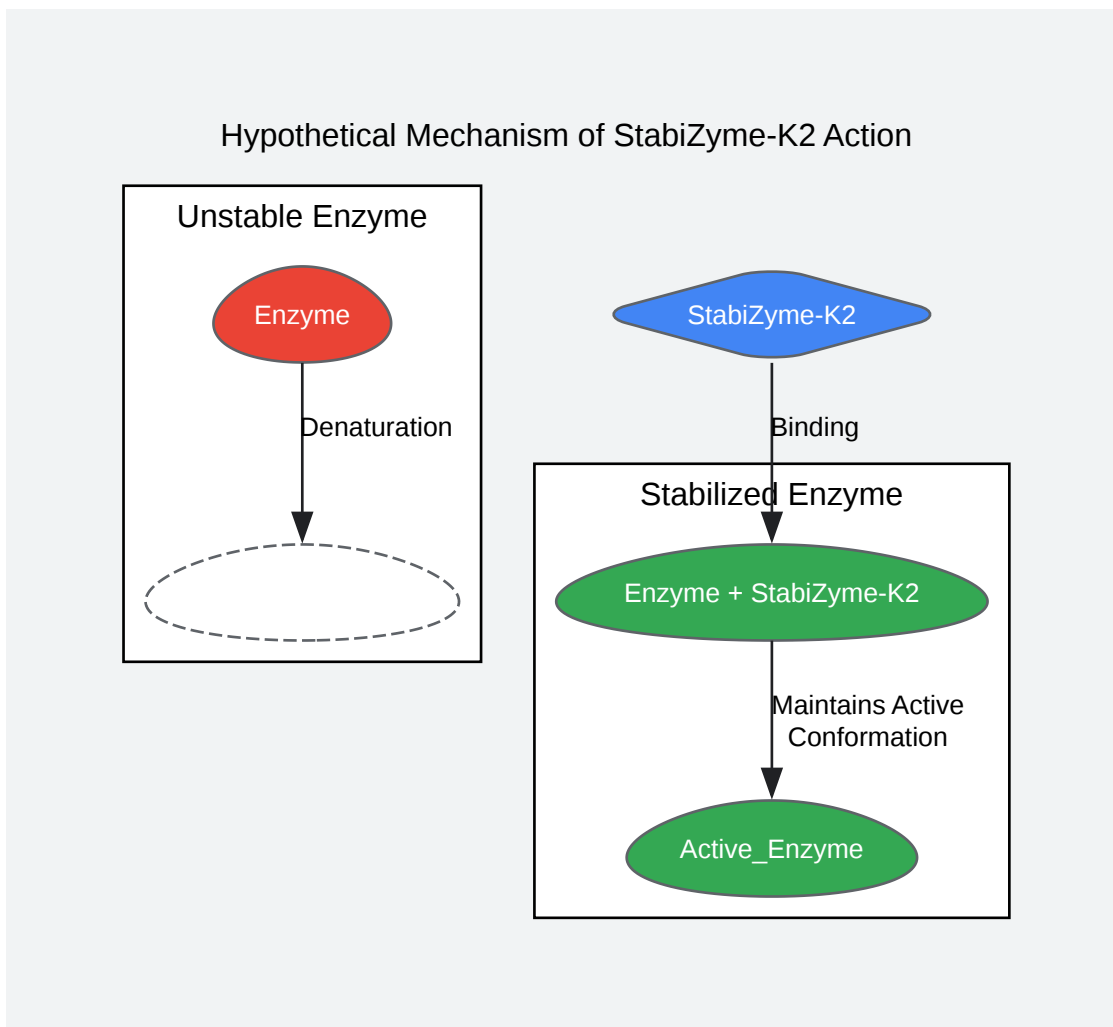 Hypothetical Mechanism of StabiZyme-K2 Action
Unstable Enzyme
Enzyme
Denaturation
StabiZyme-K2
Binding
Stabilized Enzyme
Enzyme + StabiZyme-K2
Maintains Active
Conformation
Active_Enzyme